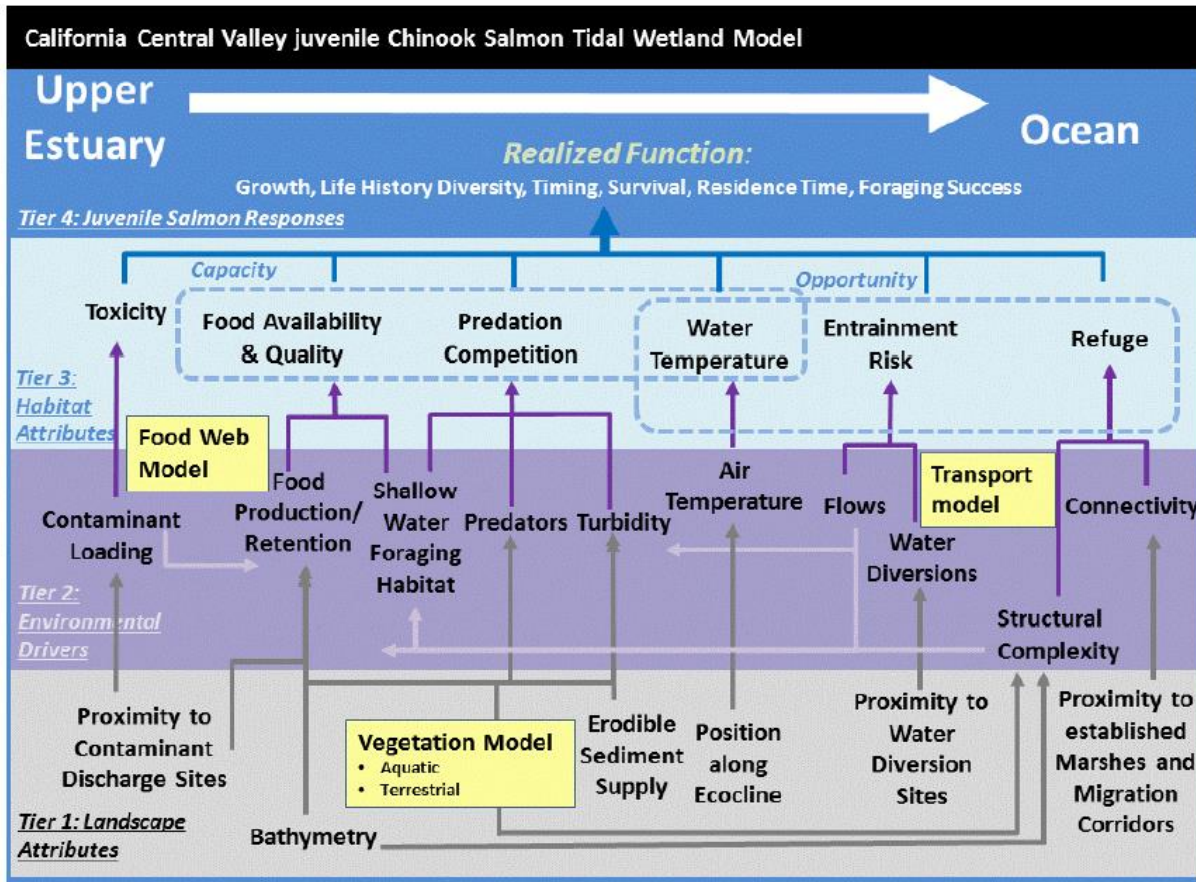 California Central Valley juvenile Chinook Salmon Tidal Wetland Model
Upper
Estuary
Ocean
Realized Function:
Growth, Life History Diversity, Timing, Survival, Residence Time, Foraging Success
Tier 4: Juvenile Salmon Responses
Capacity
Opportunity
Toxicity
Food Availability
& Quality
Predation
Competition
Water
Temperature
Entrainment
Risk
Refuge
Tier 3:
Habitat
Attributes
Food Web
Model
Transport
model
Contaminant
Loading
Food
Production/
Retention
Shallow
Water
Foraging
Habitat
Predators
Turbidity
Air
Temperature
Flows
Water
Diversions
Connectivity
Structural
Complexity
Tier 2:
Environmental
Drivers
Proximity to
Contaminant
Discharge Sites
Vegetation Model
• Aquatic
• Terrestrial
Erodible
Sediment
Supply
Position
along
Ecocline
Proximity to
Water
Diversion
Sites
Proximity to
established
Marshes and
Migration
Corridors
Bathymetry
Tier 1: Landscape
Attributes